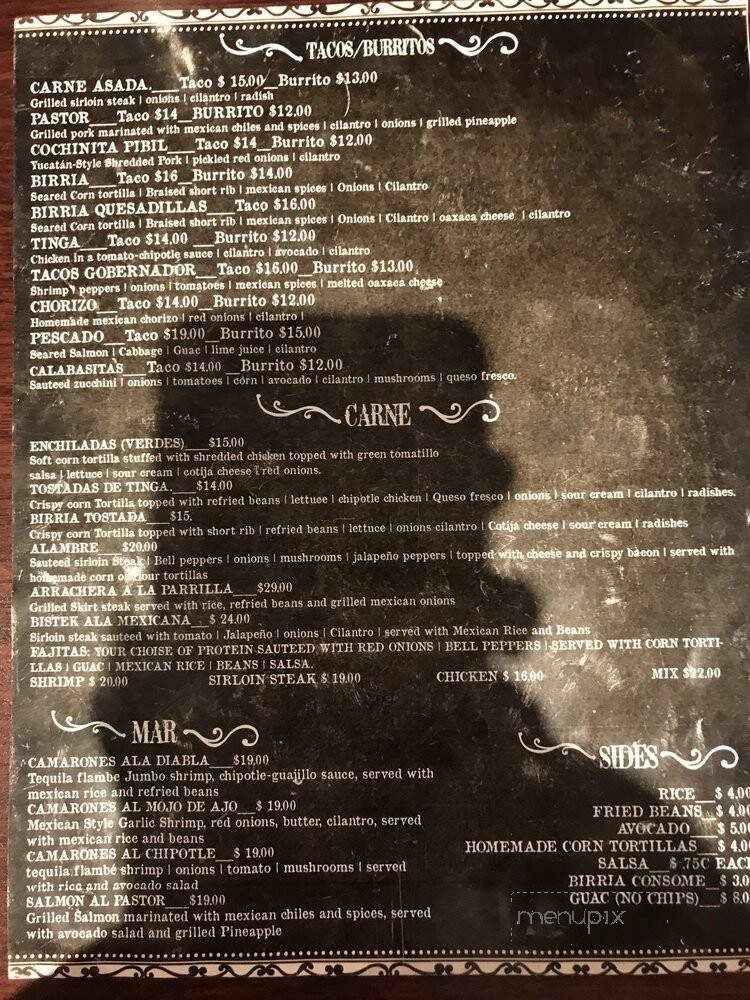 TACOS/BURRITOS
CARNE ASADA.___Taco $ 15.00__Burrito $13.00
Grilled sirloin steak | onions | cilantro | radish
PASTOR___Taco $14__BURRITO $12.00
Grilled pork marinated with mexican chiles and spices | cilantro | onions | grilled pineapple
COCHINITA PIBIL___Taco $14__Burrito $12.00
Yucatán-Style Shredded Pork | pickled red onions | cilantro
BIRRIA___Taco $16__Burrito $14.00
Seared Corn tortilla | Braised short rib | mexican spices | Onions | Cilantro
BIRRIA QUESADILLAS___Taco $16.00
Seared Corn tortilla | Braised short rib | mexican spices | Onions | Cilantro | oaxaca cheese | cilantro
TINGA___Taco $14.00 __Burrito $12.00
Chicken in a tomato-chipotle sauce | cilantro | avocado | cilantro
TACOS GOBERNADOR__Taco $16.00__Burrito $13.00
Shrimp | peppers | onions | tomatoes | mexican spices | melted oaxaca cheese
CHORIZO__Taco $14.00__Burrito $12.00
Homemade mexican chorizo | red onions | cilantro |
PESCADO__Taco $19.00__Burrito $15.00
Seared Salmon | Cabbage | Guac | lime juice | cilantro
CALABASITAS___Taco $14.00 __Burrito $12.00
Sauteed zucchini | onions | tomatoes | corn | avocado | cilantro | mushrooms | queso fresco.
CARNE
ENCHILADAS (VERDES)___$15.00
Soft corn tortilla stuffed with shredded chicken topped with green tomatillo
salsa | lettuce | sour cream | cotija cheese | red onions.
TOSTADAS DE TINGA.___$14.00
Crispy corn Tortilla topped with refried beans | lettuce | chipotle chicken | Queso fresco | onions | sour cream | cilantro | radishes.
BIRRIA TOSTADA___$15.
Crispy corn Tortilla topped with short rib | refried beans | lettuce | onions cilantro | Cotija cheese | sour cream | radishes
ALAMBRE___$20.00
Sauteed sirloin Steak | Bell peppers | onions | mushrooms | jalapeño peppers | topped with cheese and crispy bacon | served with
homemade corn or flour tortillas
ARRACHERA A LA PARRILLA___$29.00
Grilled Skirt steak served with rice, refried beans and grilled mexican onions
BISTEK ALA MEXICANA__$ 24.00
Sirloin steak sauteed with tomato | Jalapeño | onions | Cilantro | served with Mexican Rice and Beans
FAJITAS: YOUR CHOISE OF PROTEIN SAUTEED WITH RED ONIONS | BELL PEPPERS | SERVED WITH CORN TORTI-
LLAS | GUAC | MEXICAN RICE | BEANS | SALSA.
SHRIMP $ 20.00 SIRLOIN STEAK $ 19.00 CHICKEN $ 16.00 MIX $22.00
MAR
CAMARONES ALA DIABLA___$19.00
Tequila flambe Jumbo shrimp, chipotle-guajillo sauce, served with
mexican rice and refried beans
CAMARONES AL MOJO DE AJO__$ 19.00
Mexican Style Garlic Shrimp, red onions, butter, cilantro, served
with mexican rice and beans
CAMARONES AL CHIPOTLE__$ 19.00
tequila flambé shrimp | onions | tomato | mushrooms | served
with rice and avocado salad
SALMON AL PASTOR___$19.00
Grilled Salmon marinated with mexican chiles and spices, served
with avocado salad and grilled Pineapple
SIDES
RICE__$ 4.00
FRIED BEANS__$ 4.00
AVOCADO___$ 5.00
HOMEMADE CORN TORTILLAS__$ 4.00
SALSA__$ .75C EACH
BIRRIA CONSOME__$ 3.0
GUAC (NO CHIPS)__$ 8.0
menupix